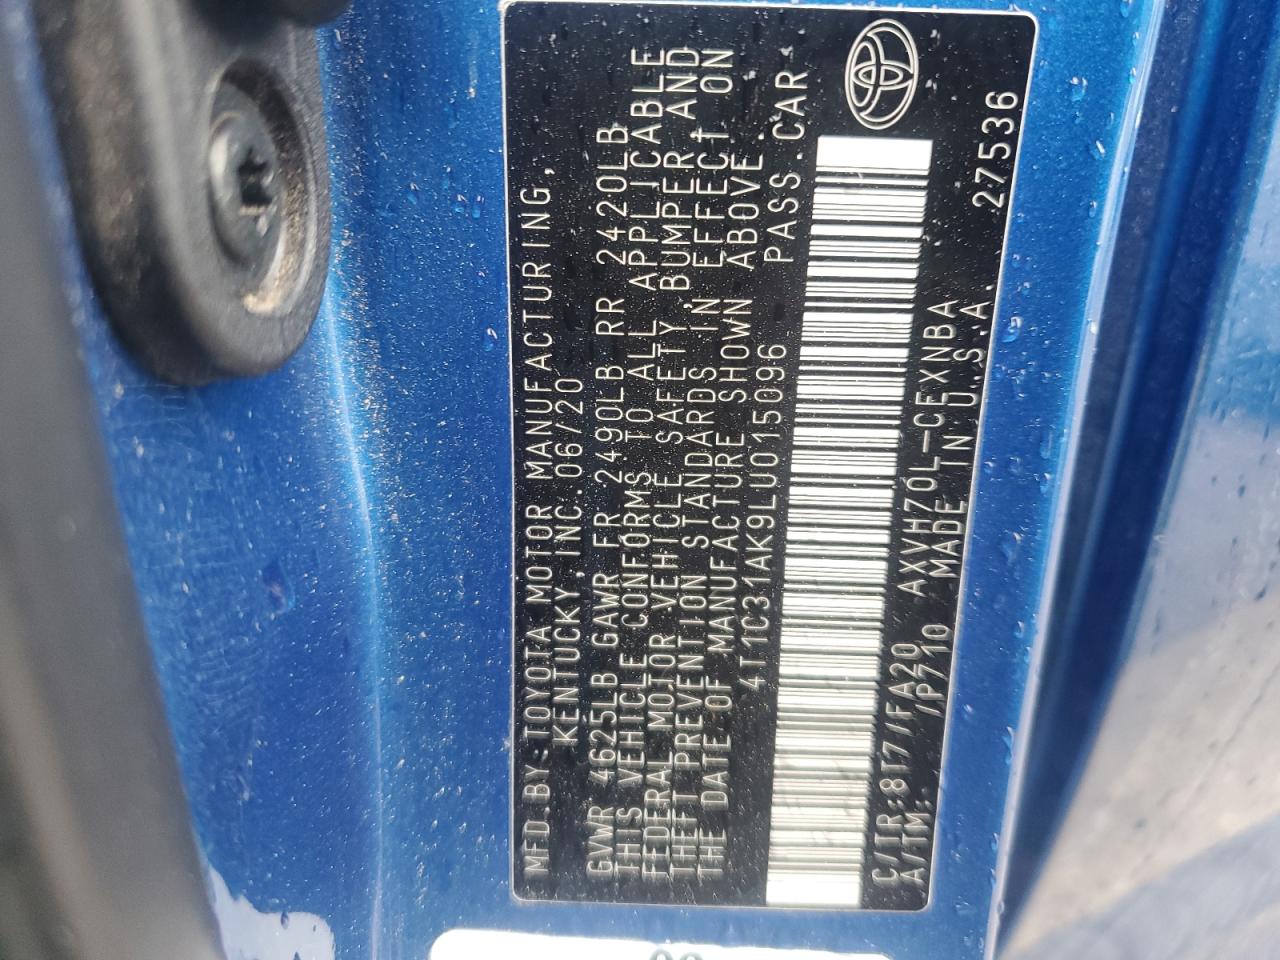 MFD.BY:TOYOTA MOTOR MANUFACTURING,
KENTUCKY,INC.06/20
GVWR 4625LB GAWR FR 2490LB RR 2420LB
THIS VEHICLE CONFORMS TO ALL APPLICABLE
FEDERAL MOTOR VEHICLE SAFETY,BUMPER AND
THEFT PREVENTION STANDARDS IN EFFECT ON
THE DATE OF MANUFACTURE SHOWN ABOVE.
4T1C31AK9LU015096 PASS.CAR
C/TR:8T7/FA20 AXVH70L-CEXNBA
A/TM: /P710 MADE IN U.S.A. 27536